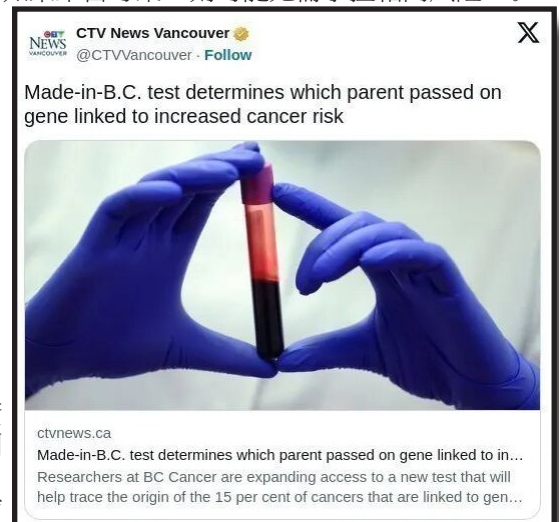 CTV
NEWS
VANCOUVER
CTV News Vancouver
@CTVVancouver · Follow
X
Made-in-B.C. test determines which parent passed on
gene linked to increased cancer risk
ctvnews.ca
Made-in-B.C. test determines which parent passed on gene linked to in...
Researchers at BC Cancer are expanding access to a new test that will
help trace the origin of the 15 per cent of cancers that are linked to gen...